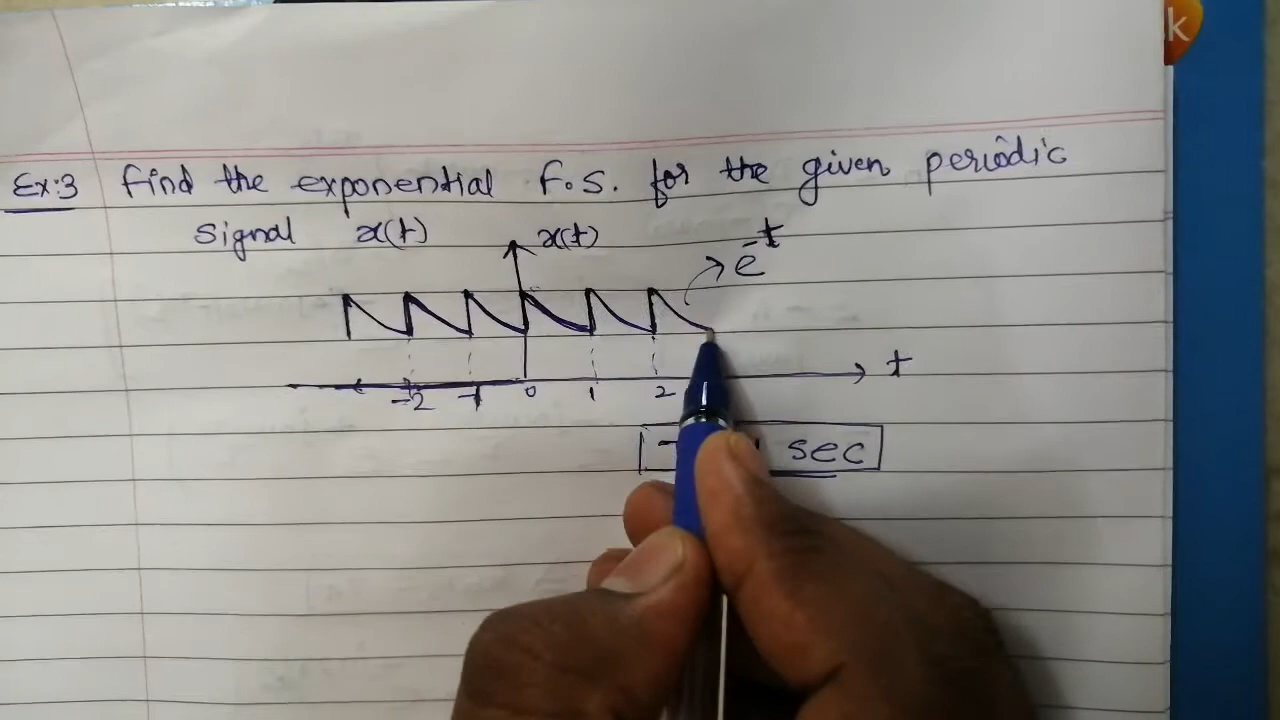 Ex:3 find the exponential F.S. for the given periodic
signal x(t)
x(t)
e^-t
t
-2 -1 0 1 2
sec
k